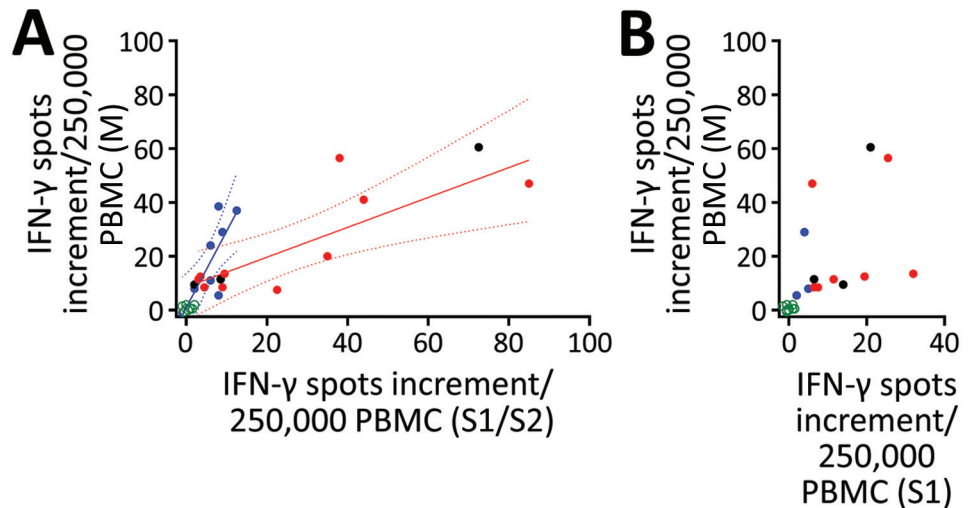 A
IFN-γ spots
increment/250,000
PBMC (M)
100
80
60
40
20
0
0
20
40
60
80
100
IFN-γ spots increment/
250,000 PBMC (S1/S2)
B
IFN-γ spots
increment/250,000
PBMC (M)
100
80
60
40
20
0
0
20
40
IFN-γ spots
increment/
250,000
PBMC (S1)